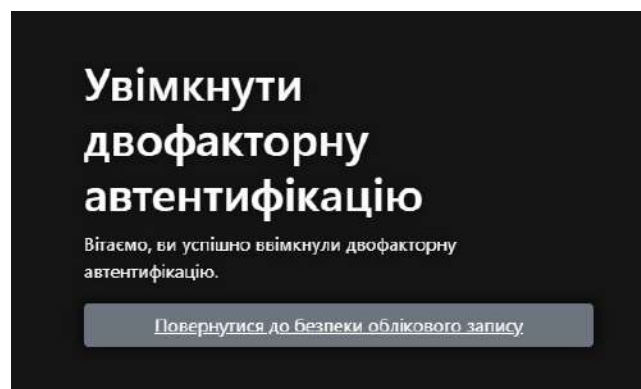 Увімкнути
двофакторну
автентифікацію
Вітаємо, ви успішно ввімкнули двофакторну
автентифікацію.
Повернутися до безпеки облікового запису